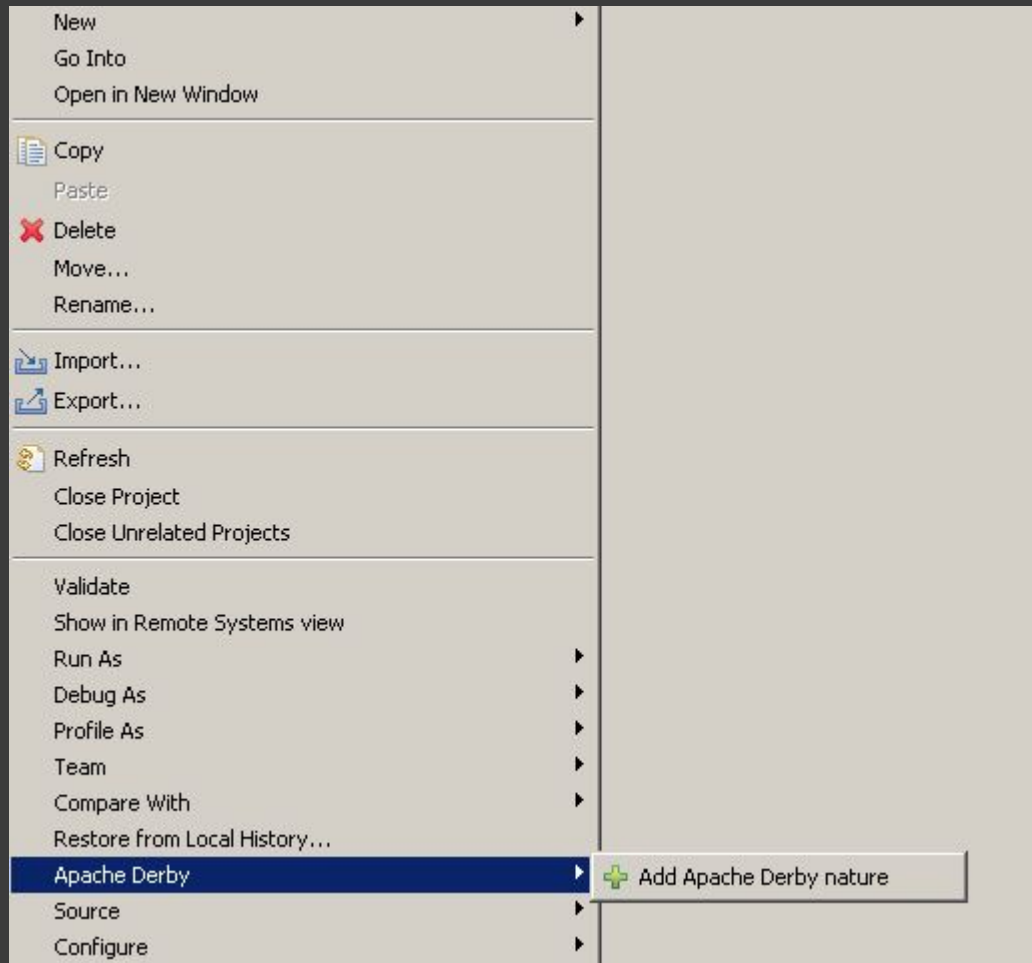 New
Go Into
Open in New Window
Copy
Paste
Delete
Move...
Rename...
Import...
Export...
Refresh
Close Project
Close Unrelated Projects
Validate
Show in Remote Systems view
Run As
Debug As
Profile As
Team
Compare With
Restore from Local History...
Apache Derby
Add Apache Derby nature
Source
Configure